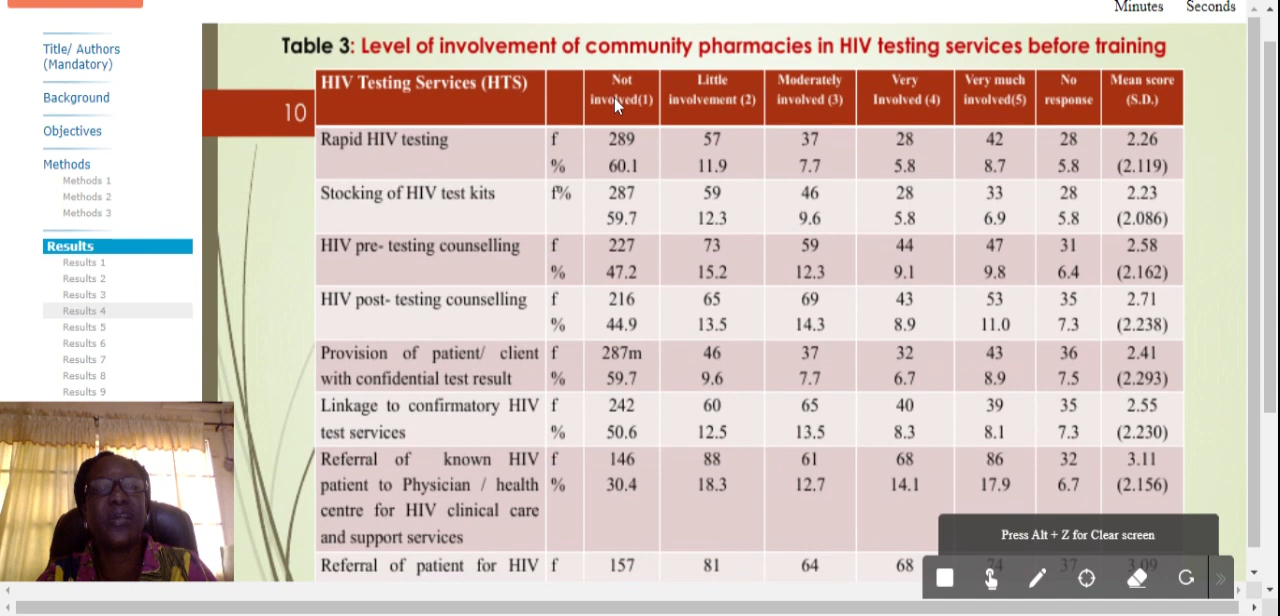 Minutes Seconds
Title/ Authors
(Mandatory)
Background
Objectives
Methods
Methods 1
Methods 2
Methods 3
Results
Results 1
Results 2
Results 3
Results 4
Results 5
Results 6
Results 7
Results 8
Results 9
10
Table 3: Level of involvement of community pharmacies in HIV testing services before training
HIV Testing Services (HTS) Not involved(1) Little involvement (2) Moderately involved (3) Very Involved (4) Very much involved(5) No response Mean score (S.D.)
Rapid HIV testing f 289 57 37 28 42 28 2.26
% 60.1 11.9 7.7 5.8 8.7 5.8 (2.119)
Stocking of HIV test kits f% 287 59 46 28 33 28 2.23
59.7 12.3 9.6 5.8 6.9 5.8 (2.086)
HIV pre- testing counselling f 227 73 59 44 47 31 2.58
% 47.2 15.2 12.3 9.1 9.8 6.4 (2.162)
HIV post- testing counselling f 216 65 69 43 53 35 2.71
% 44.9 13.5 14.3 8.9 11.0 7.3 (2.238)
Provision of patient/ client f 287m 46 37 32 43 36 2.41
with confidential test result % 59.7 9.6 7.7 6.7 8.9 7.5 (2.293)
Linkage to confirmatory HIV f 242 60 65 40 39 35 2.55
test services % 50.6 12.5 13.5 8.3 8.1 7.3 (2.230)
Referral of known HIV f 146 88 61 68 86 32 3.11
patient to Physician / health % 30.4 18.3 12.7 14.1 17.9 6.7 (2.156)
centre for HIV clinical care
and support services
Referral of patient for HIV f 157 81 64 68 74 37 3.09
Press Alt + Z for Clear screen